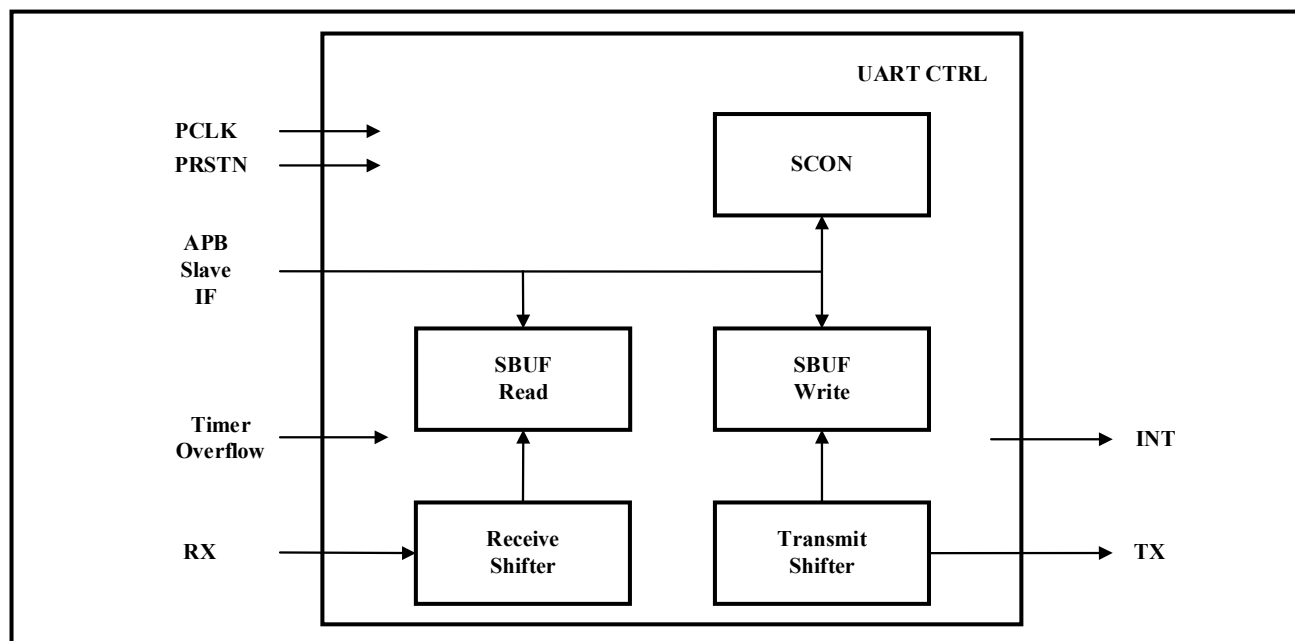 UART CTRL
PCLK
PRSTN
SCON
APB
Slave
IF
SBUF
Read
SBUF
Write
Timer
Overflow
INT
RX
Receive
Shifter
Transmit
Shifter
TX